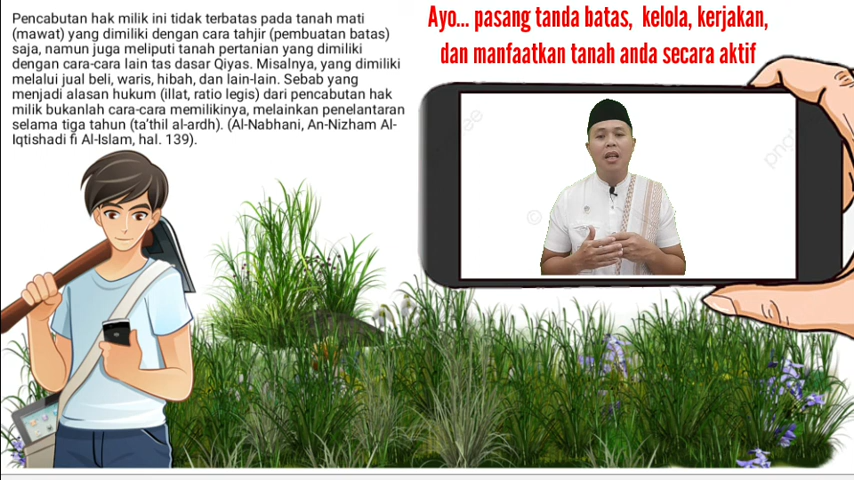 Pencabutan hak milik ini tidak terbatas pada tanah mati
(mawat) yang dimiliki dengan cara tahjir (pembuatan batas)
saja, namun juga meliputi tanah pertanian yang dimiliki
dengan cara-cara lain tas dasar Qiyas. Misalnya, yang dimiliki
melalui jual beli, waris, hibah, dan lain-lain. Sebab yang
menjadi alasan hukum (illat, ratio legis) dari pencabutan hak
milik bukanlah cara-cara memilikinya, melainkan penelantaran
selama tiga tahun (ta'thil al-ardh). (Al-Nabhani, An-Nizham Al-
Iqtishadi fi Al-Islam, hal. 139).
Ayo... pasang tanda batas, kelola, kerjakan,
dan manfaatkan tanah anda secara aktif